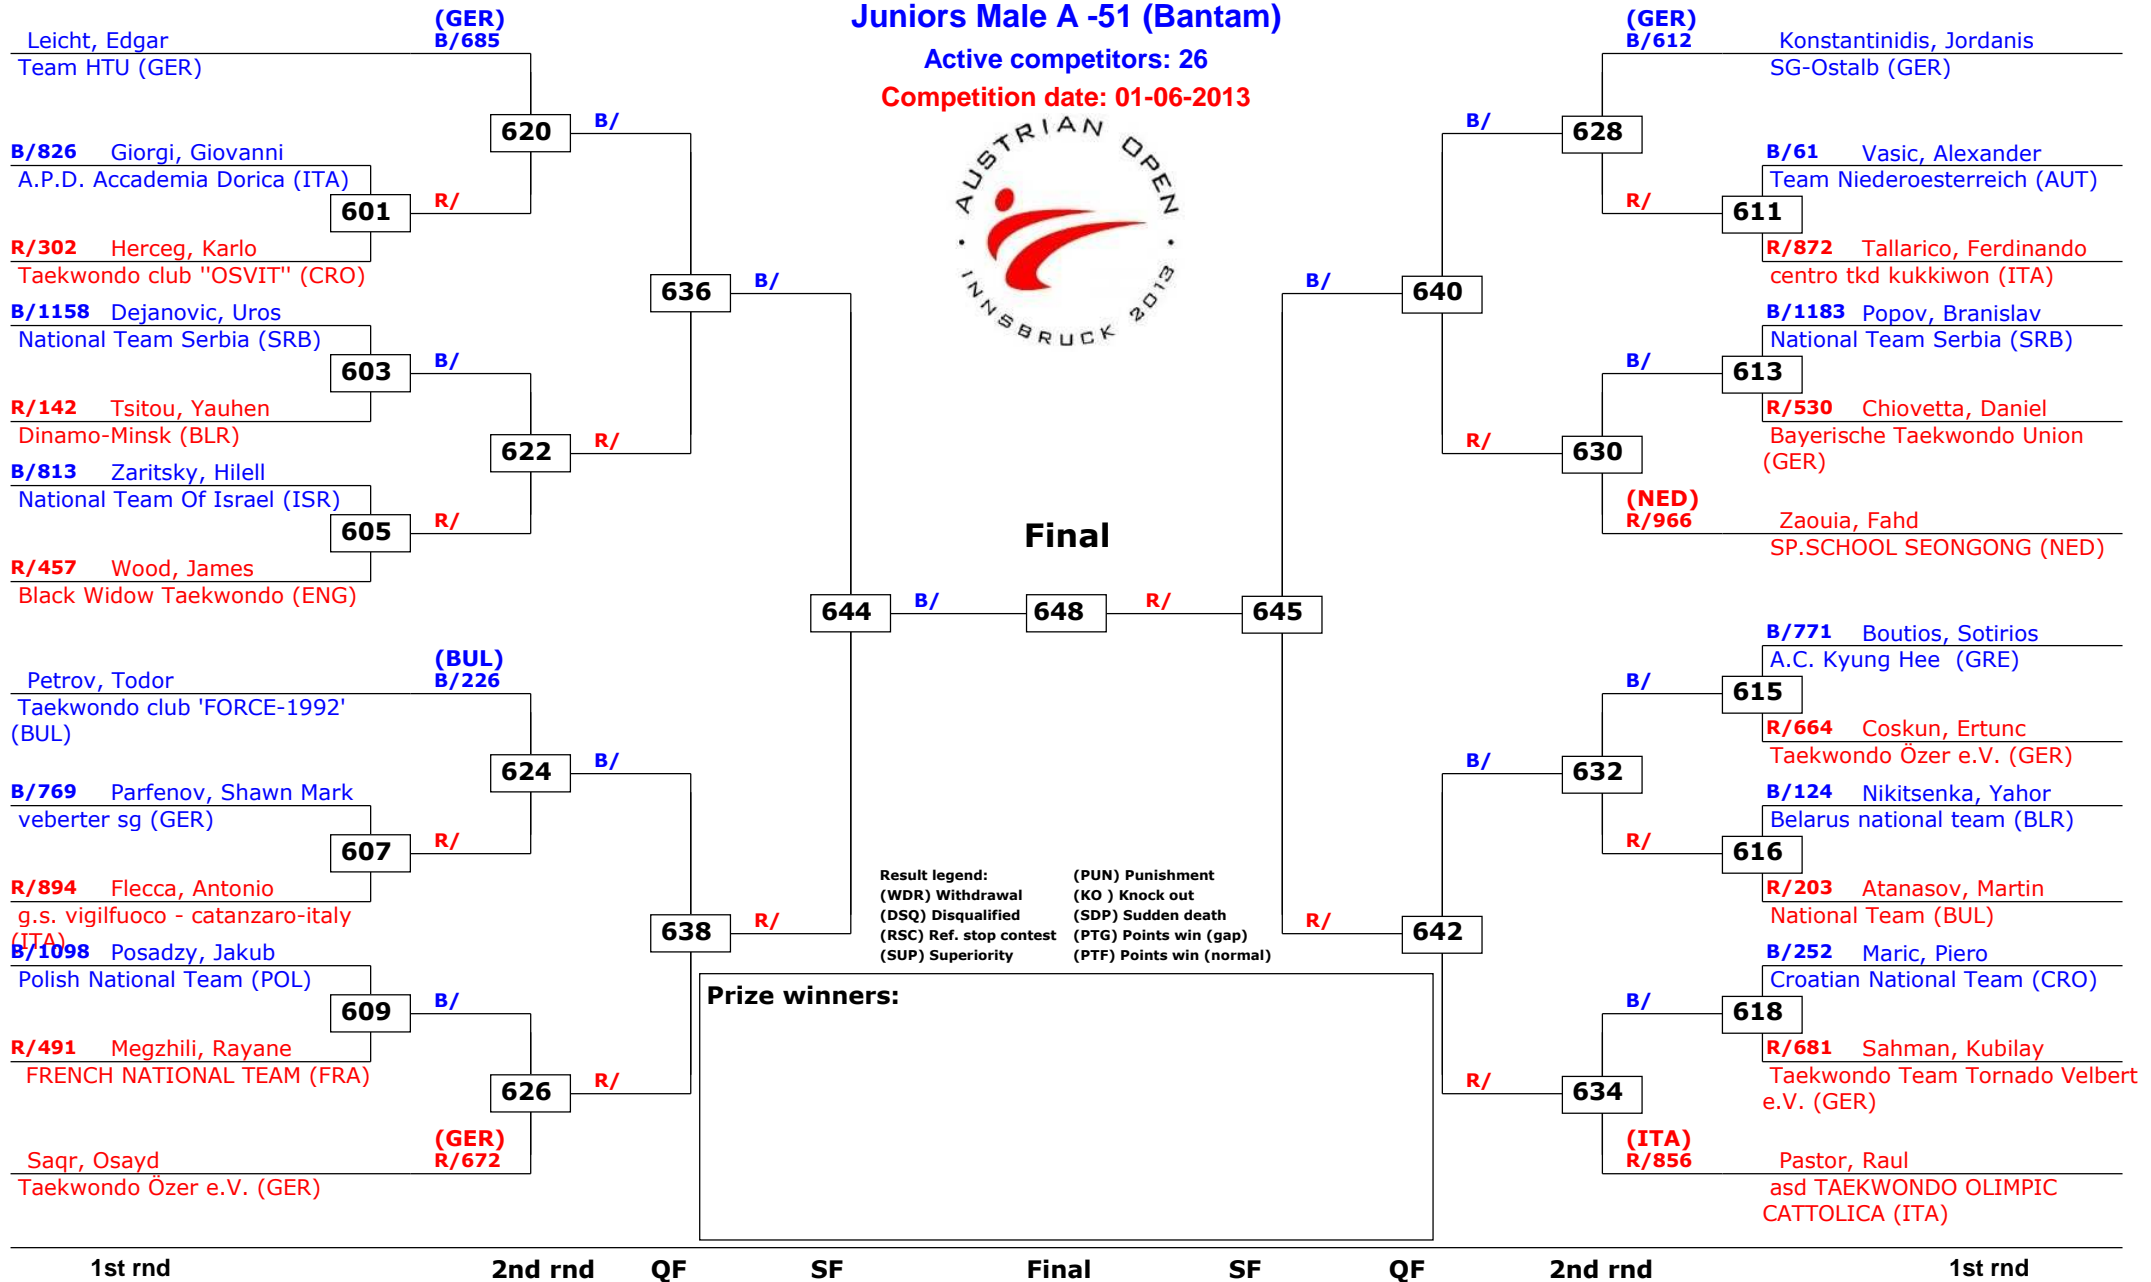 Juniors Male A -51 (Bantam)
Active competitors: 26
Competition date: 01-06-2013
AUSTRIAN OPEN
· INNSBRUCK 2013 ·
(GER)
Leicht, Edgar B/685
Team HTU (GER)
620 B/
B/826 Giorgi, Giovanni
A.P.D. Accademia Dorica (ITA)
601 R/
R/302 Herceg, Karlo
Taekwondo club "OSVIT" (CRO)
636 B/
B/1158 Dejanovic, Uros
National Team Serbia (SRB)
603 B/
R/142 Tsitou, Yauhen
Dinamo-Minsk (BLR)
622 R/
B/813 Zaritsky, Hilell
National Team Of Israel (ISR)
605 R/
R/457 Wood, James
Black Widow Taekwondo (ENG)
644 B/
(BUL)
Petrov, Todor B/226
Taekwondo club 'FORCE-1992'
(BUL)
624 B/
B/769 Parfenov, Shawn Mark
veberter sg (GER)
607 R/
R/894 Flecca, Antonio
g.s. vigilfuoco - catanzaro-italy
(ITA)
638 R/
B/1098 Posadzy, Jakub
Polish National Team (POL)
609 B/
R/491 Megzhili, Rayane
FRENCH NATIONAL TEAM (FRA)
626 R/
(GER)
Saqr, Osayd R/672
Taekwondo Özer e.V. (GER)
Final
648
(GER)
B/612 Konstantinidis, Jordanis
SG-Ostalb (GER)
B/ 628
B/61 Vasic, Alexander
Team Niederoesterreich (AUT)
R/ 611
R/872 Tallarico, Ferdinando
centro tkd kukkiwon (ITA)
B/ 640
B/1183 Popov, Branislav
National Team Serbia (SRB)
B/ 613
R/530 Chiovetta, Daniel
Bayerische Taekwondo Union
(GER)
R/ 630
(NED)
R/966 Zaouia, Fahd
SP.SCHOOL SEONGONG (NED)
R/ 645
B/771 Boutios, Sotirios
A.C. Kyung Hee (GRE)
B/ 615
R/664 Coskun, Ertunc
Taekwondo Özer e.V. (GER)
B/ 632
B/124 Nikitsenka, Yahor
Belarus national team (BLR)
R/ 616
R/203 Atanasov, Martin
National Team (BUL)
R/ 642
B/252 Maric, Piero
Croatian National Team (CRO)
B/ 618
R/681 Sahman, Kubilay
Taekwondo Team Tornado Velbert
e.V. (GER)
R/ 634
(ITA)
R/856 Pastor, Raul
asd TAEKWONDO OLIMPIC
CATTOLICA (ITA)
Result legend: (PUN) Punishment
(WDR) Withdrawal (KO ) Knock out
(DSQ) Disqualified (SDP) Sudden death
(RSC) Ref. stop contest (PTG) Points win (gap)
(SUP) Superiority (PTF) Points win (normal)
Prize winners:
1st rnd 2nd rnd QF SF Final SF QF 2nd rnd 1st rnd